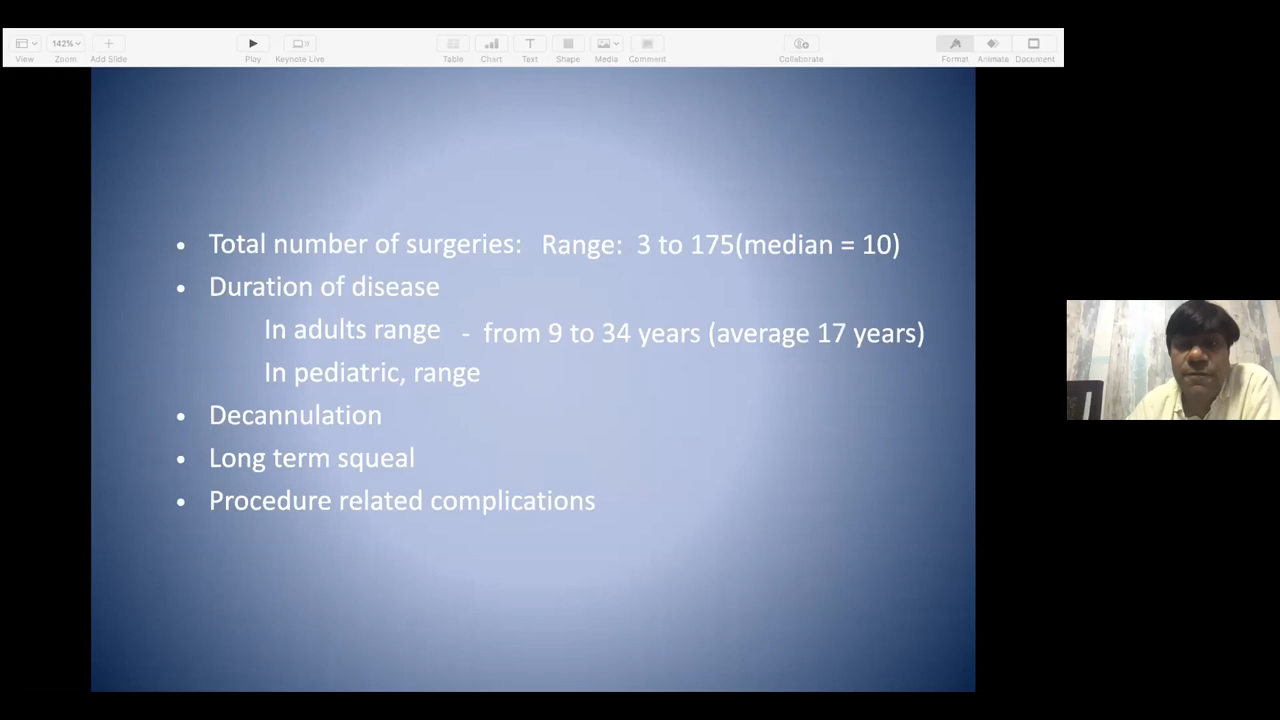 142%
View
Zoom
Add Slide
Play
Keynote Live
Table
Chart
Text
Shape
Media
Comment
Collaborate
Format
Animate
Document
• Total number of surgeries: Range: 3 to 175(median = 10)
• Duration of disease
In adults range - from 9 to 34 years (average 17 years)
In pediatric, range
• Decannulation
• Long term squeal
• Procedure related complications